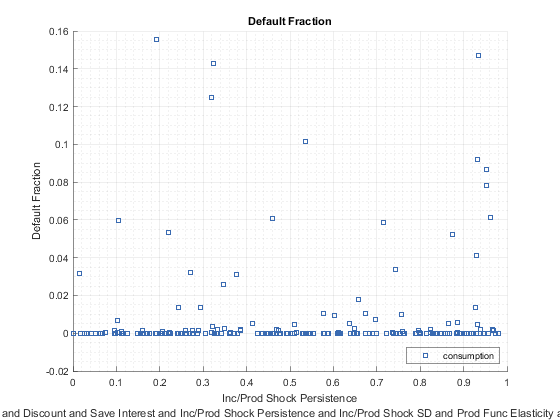 Default Fraction
0.16
0.14
0.12
0.1
0.08
0.06
0.04
0.02
0
-0.02
Default Fraction
consumption
0 0.1 0.2 0.3 0.4 0.5 0.6 0.7 0.8 0.9 1
Inc/Prod Shock Persistence
and Discount and Save Interest and Inc/Prod Shock Persistence and Inc/Prod Shock SD and Prod Func Elasticity a